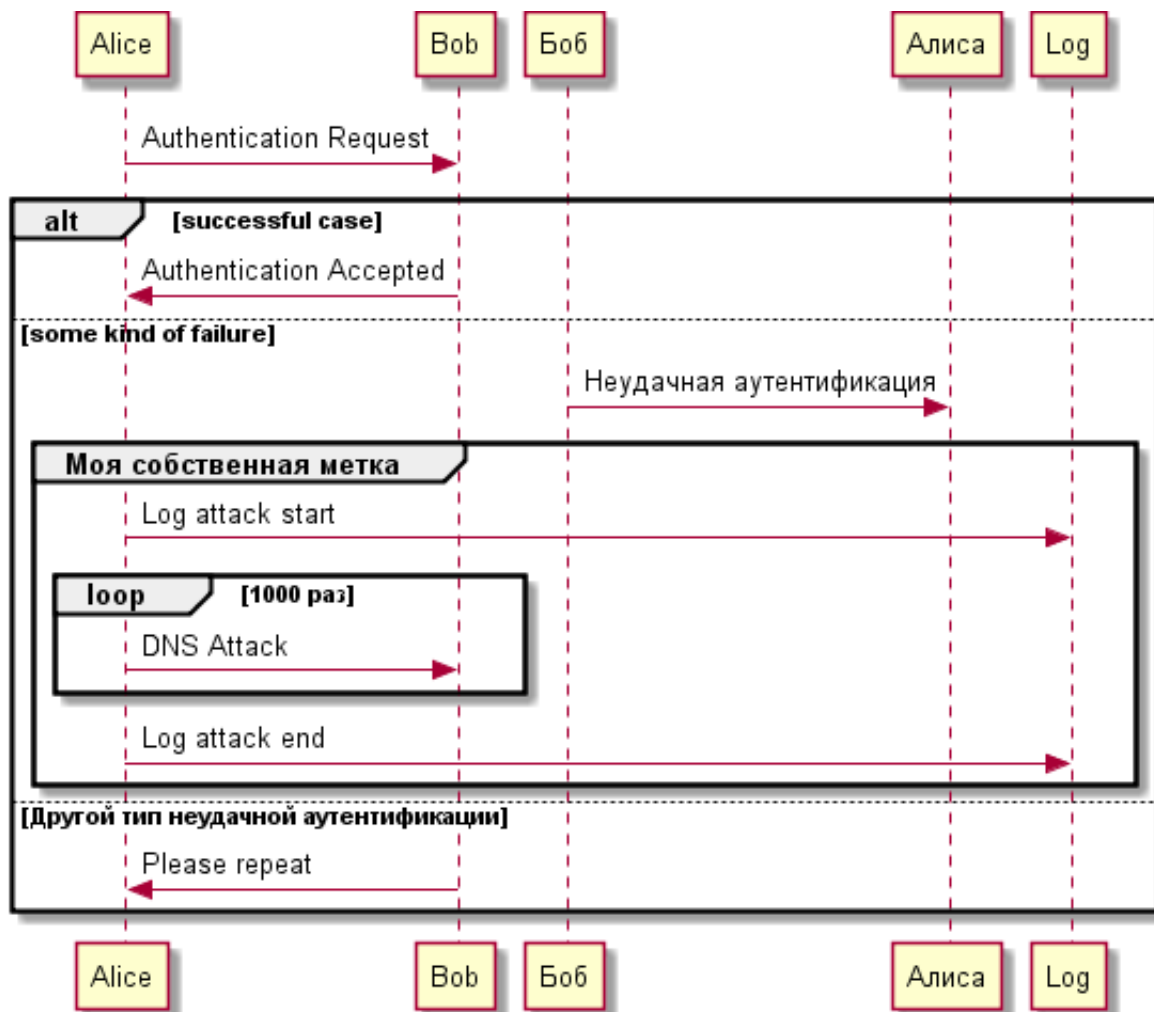 Alice
Bob
Боб
Алиса
Log
Authentication Request
alt
[successful case]
Authentication Accepted
[some kind of failure]
Неудачная аутентификация
Моя собственная метка
Log attack start
loop
[1000 раз]
DNS Attack
Log attack end
[Другой тип неудачной аутентификации]
Please repeat
Alice
Bob
Боб
Алиса
Log